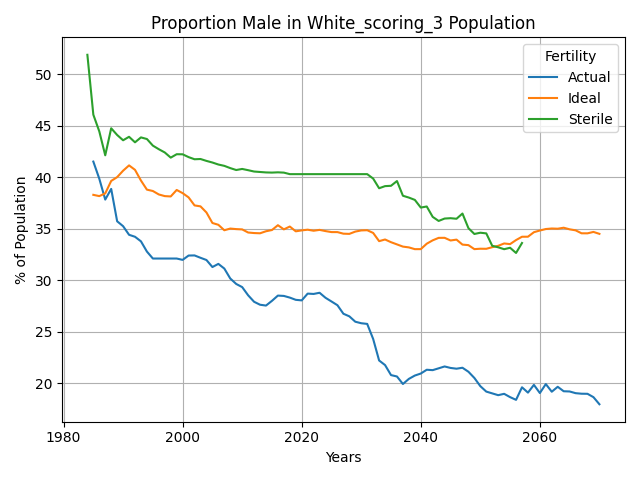 Proportion Male in White_scoring_3 Population
Fertility
Actual
Ideal
Sterile
% of Population
50
45
40
35
30
25
20
1980
2000
2020
2040
2060
Years